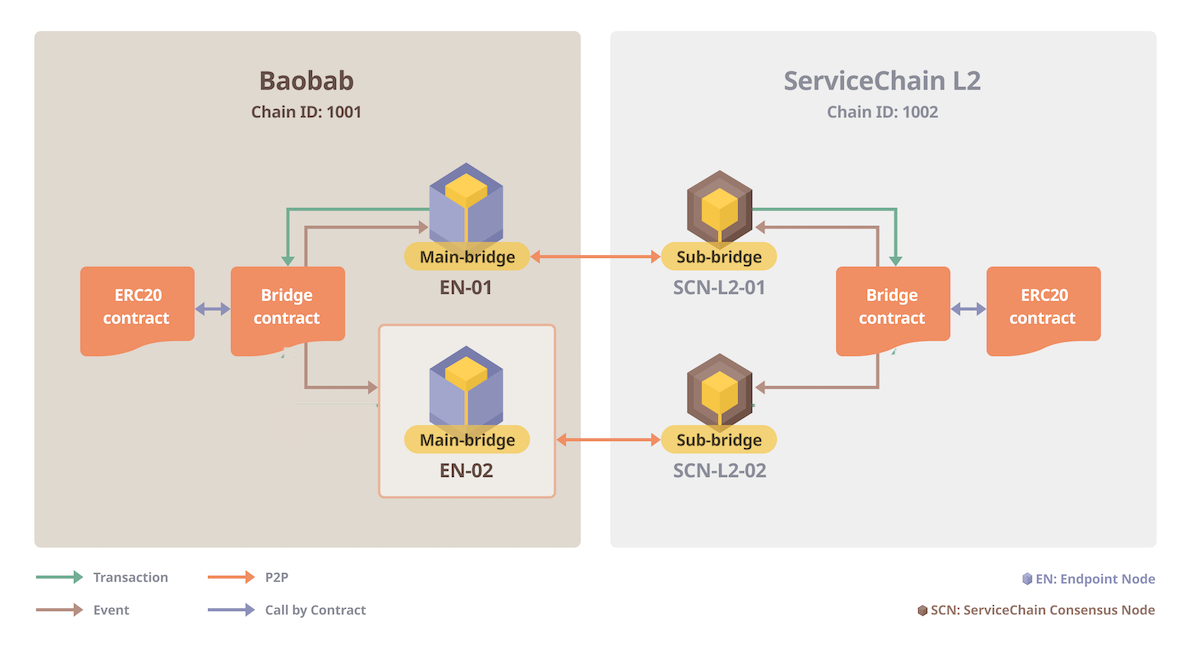 Baobab
Chain ID: 1001
ServiceChain L2
Chain ID: 1002
Main-bridge
EN-01
Sub-bridge
SCN-L2-01
ERC20
contract
Bridge
contract
Bridge
contract
ERC20
contract
Main-bridge
EN-02
Sub-bridge
SCN-L2-02
Transaction
P2P
EN: Endpoint Node
Event
Call by Contract
SCN: ServiceChain Consensus Node